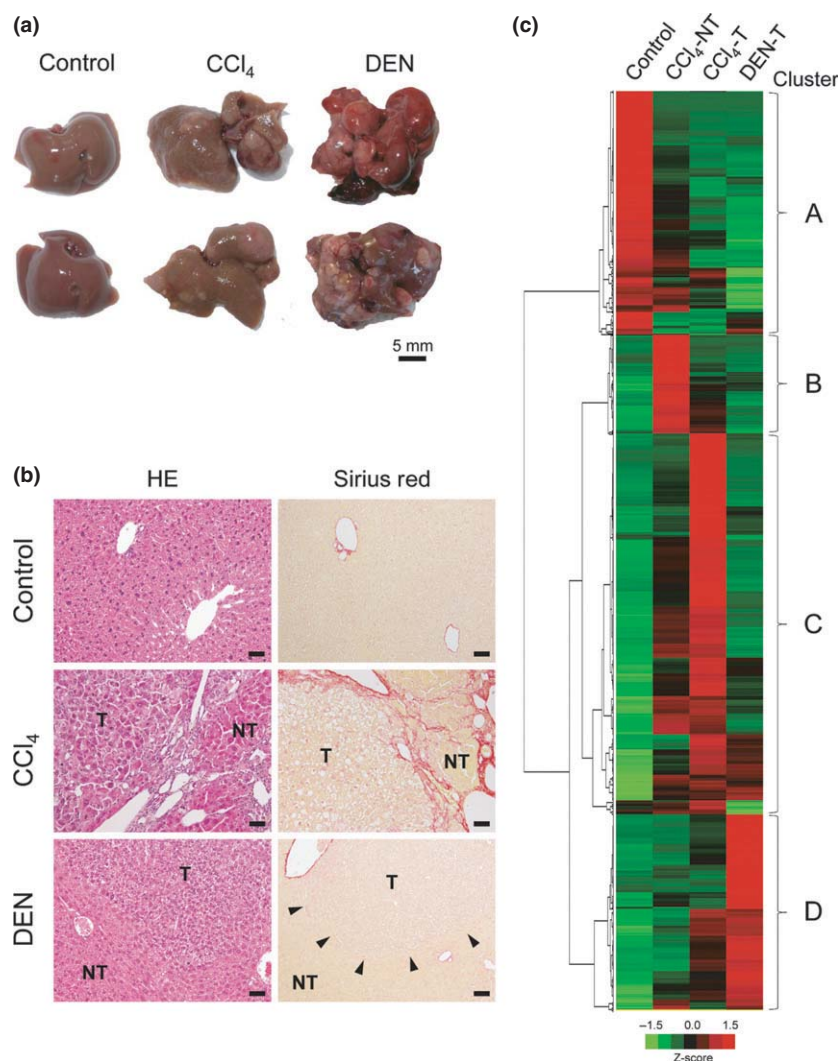 (a)
Control CCl₄ DEN
5 mm
(b)
HE Sirius red
Control
CCl₄
T NT
T NT
DEN
T NT
T NT
(c)
Control CCl₄-NT CCl₄-T DEN-T Cluster
A
B
C
D
–1.5 0.0 1.5
Z-score